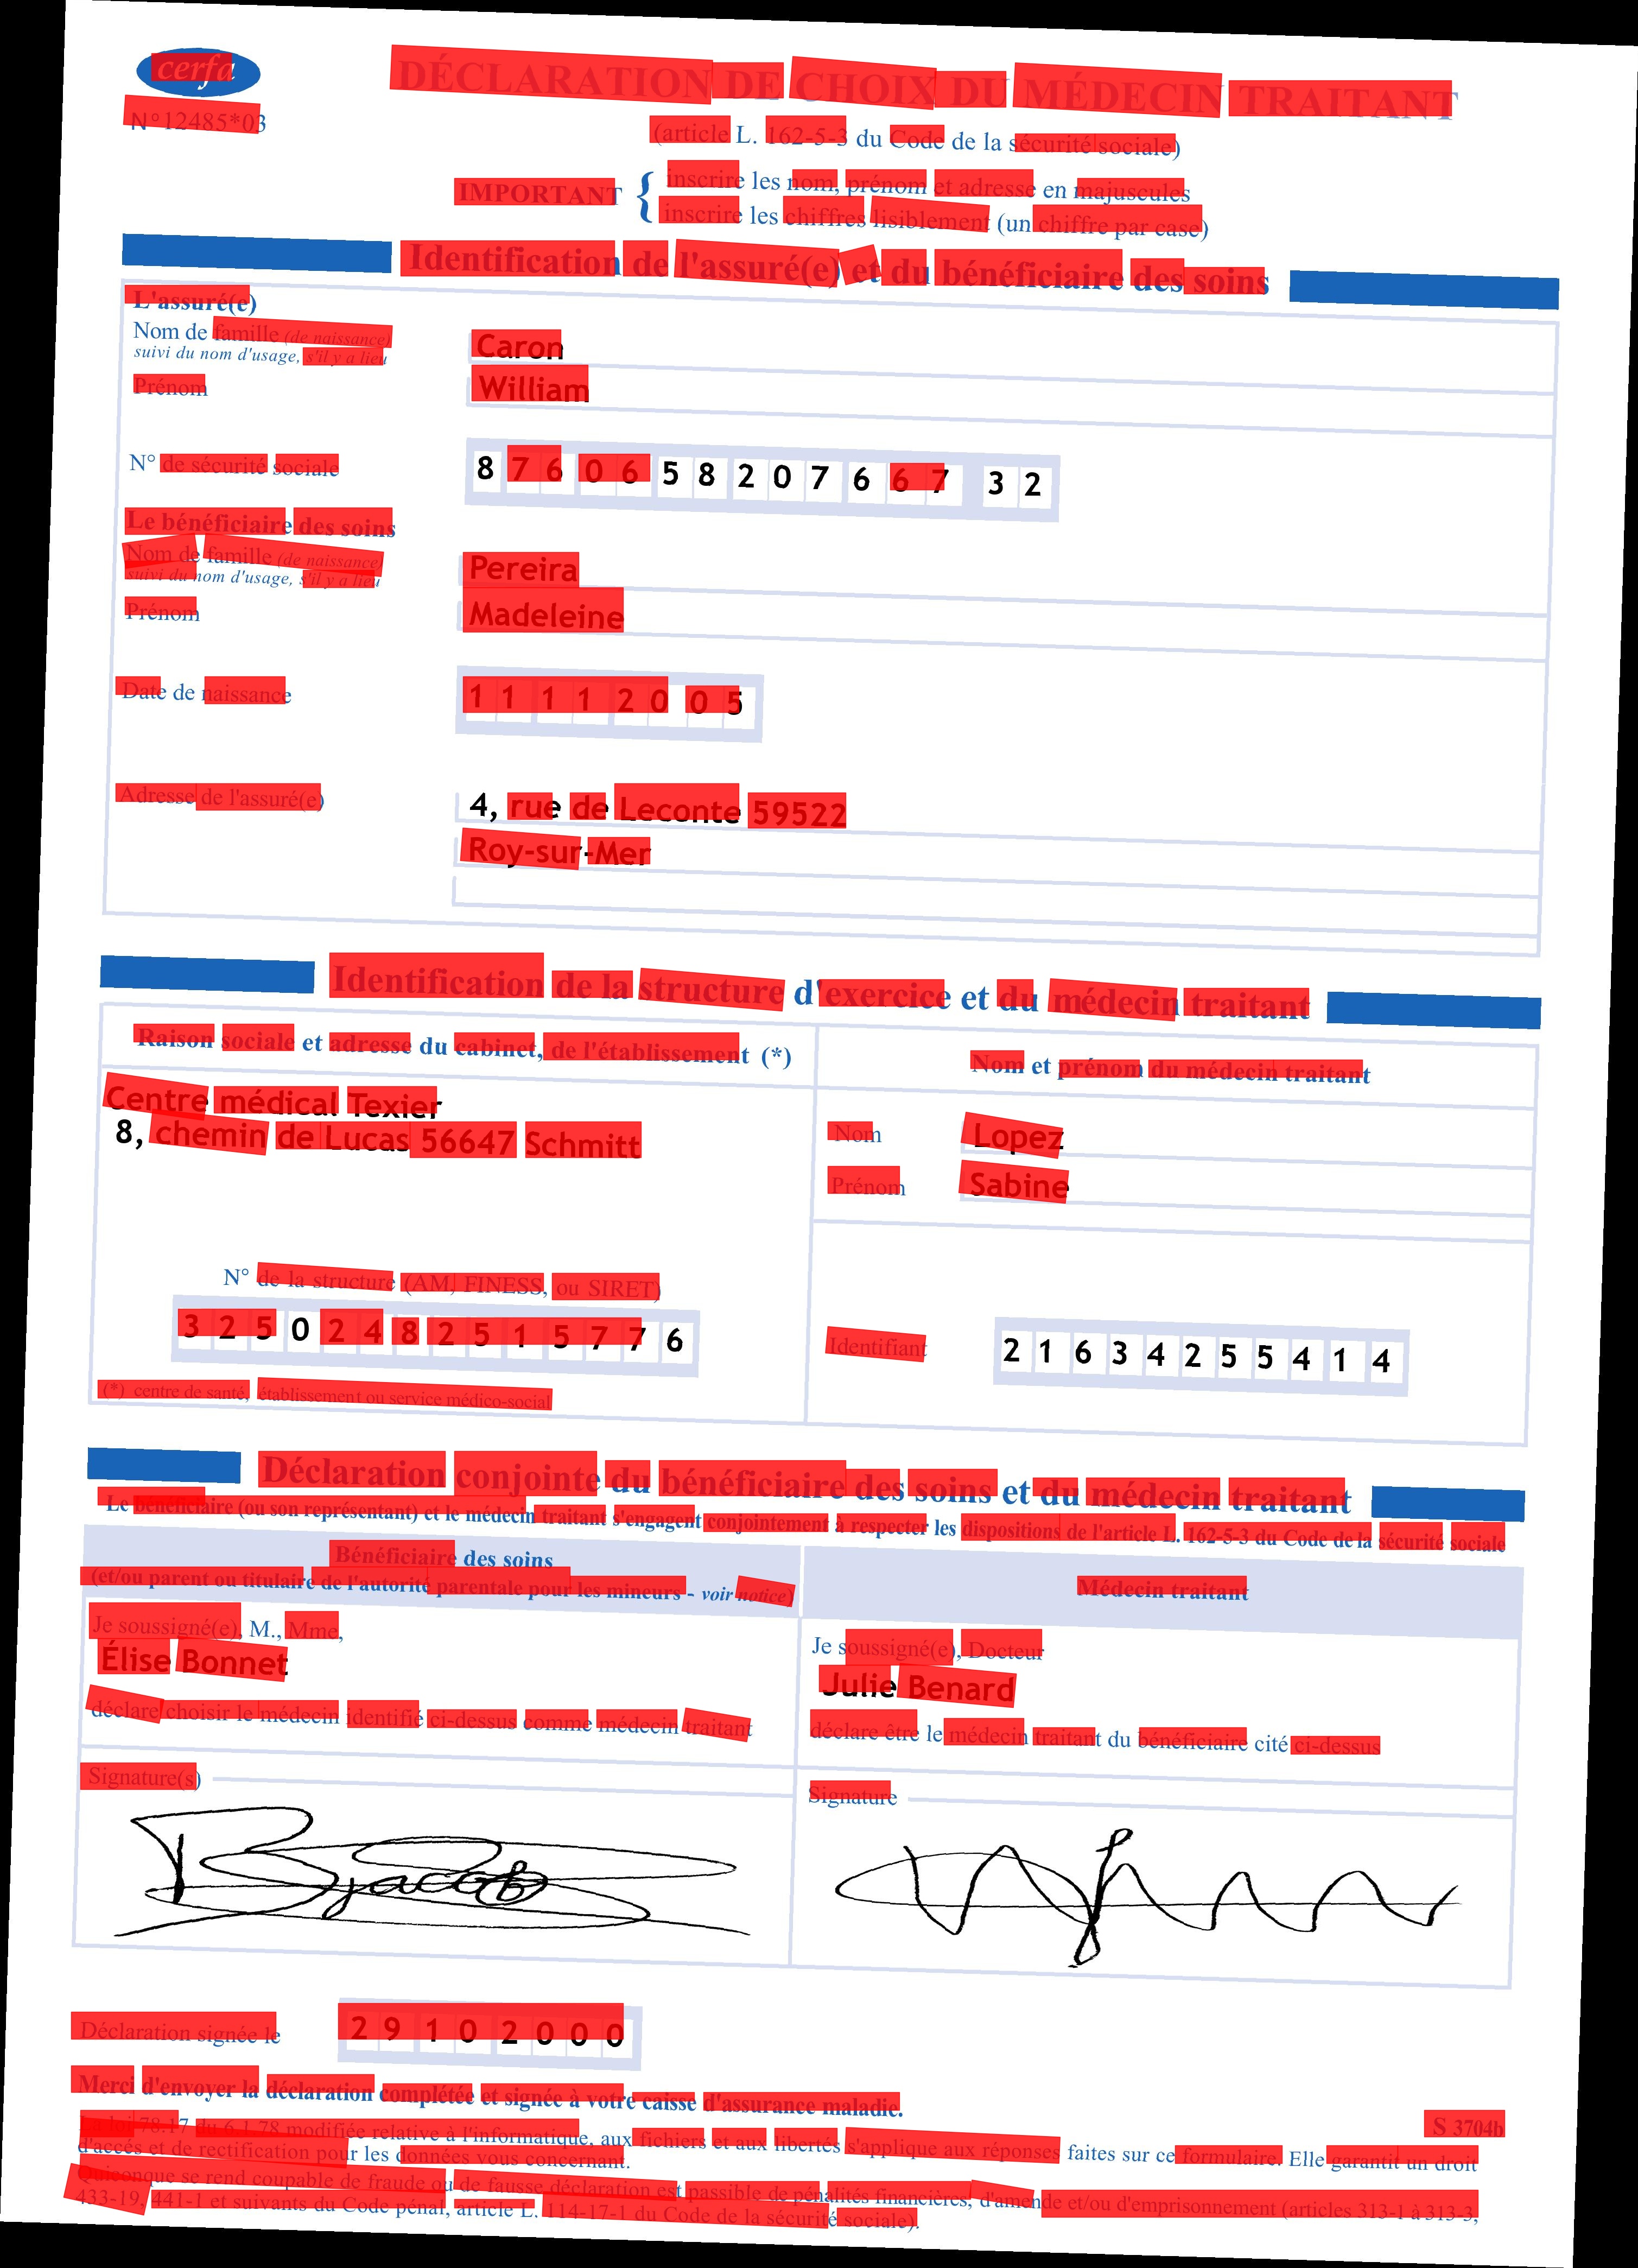 cerfa
N°12485*03
DÉCLARATION DE CHOIX DU MÉDECIN TRAITANT
(article L. 162-5-3 du Code de la sécurité sociale)
IMPORTANT { inscrire les nom, prénom et adresse en majuscules
inscrire les chiffres lisiblement (un chiffre par case)
Identification de l'assuré(e) et du bénéficiaire des soins
L'assuré(e)
Nom de famille (de naissance)
suivi du nom d'usage, s'il y a lieu
Caron
Prénom
William
N° de sécurité sociale
8 7 6 0 6 5 8 2 0 7 6 6 7 3 2
Le bénéficiaire des soins
Nom de famille (de naissance)
suivi du nom d'usage, s'il y a lieu
Pereira
Prénom
Madeleine
Date de naissance
1 1 1 1 2 0 0 5
Adresse de l'assuré(e)
4, rue de Leconte 59522
Roy-sur-Mer
Identification de la structure d'exercice et du médecin traitant
Raison sociale et adresse du cabinet, de l'établissement (*)
Centre médical Texier
8, chemin de Lucas 56647 Schmitt
N° de la structure (AM, FINESS, ou SIRET)
3 2 5 0 2 4 8 2 5 1 5 7 7 6
(*) centre de santé, établissement ou service médico-social
Nom et prénom du médecin traitant
Nom Lopez
Prénom Sabine
Identifiant 2 1 6 3 4 2 5 5 4 1 4
Déclaration conjointe du bénéficiaire des soins et du médecin traitant
Le bénéficiaire (ou son représentant) et le médecin traitant s'engagent conjointement à respecter les dispositions de l'article L. 162-5-3 du Code de la sécurité sociale
Bénéficiaire des soins
(et/ou parent ou titulaire de l'autorité parentale pour les mineurs - voir notice)
Je soussigné(e), M., Mme,
Élise Bonnet
déclare choisir le médecin identifié ci-dessus comme médecin traitant
Signature(s)
Médecin traitant
Je soussigné(e), Docteur
Julie Benard
déclare être le médecin traitant du bénéficiaire cité ci-dessus
Signature
Déclaration signée le
2 9 1 0 2 0 0 0
Merci d'envoyer la déclaration complétée et signée à votre caisse d'assurance maladie.
S 3704b
La loi 78.17 du 6.1.78 modifiée relative à l'informatique, aux fichiers et aux libertés s'applique aux réponses faites sur ce formulaire. Elle garantit un droit
d'accès et de rectification pour les données vous concernant.
Quiconque se rend coupable de fraude ou de fausse déclaration est passible de pénalités financières, d'amende et/ou d'emprisonnement (articles 313-1 à 313-3,
433-19, 441-1 et suivants du Code pénal, article L. 114-17-1 du Code de la sécurité sociale).